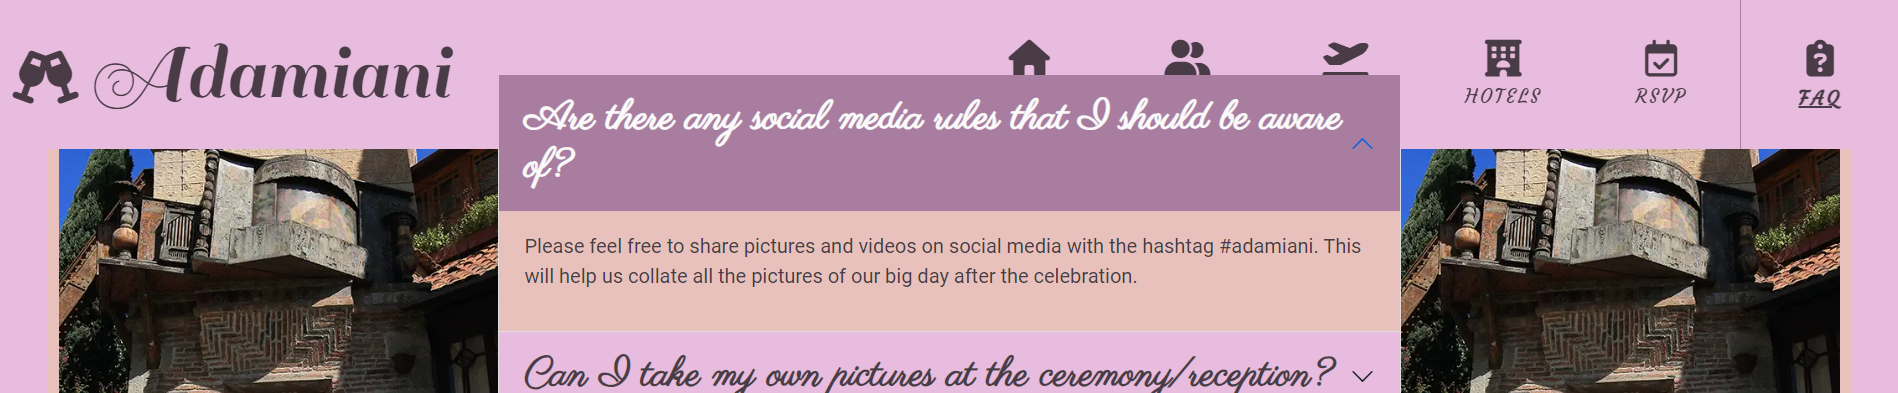 Adamiani
HOTELS
RSVP
FAQ
Are there any social media rules that I should be aware
of?
Please feel free to share pictures and videos on social media with the hashtag #adamiani. This
will help us collate all the pictures of our big day after the celebration.
Can I take my own pictures at the ceremony/reception?